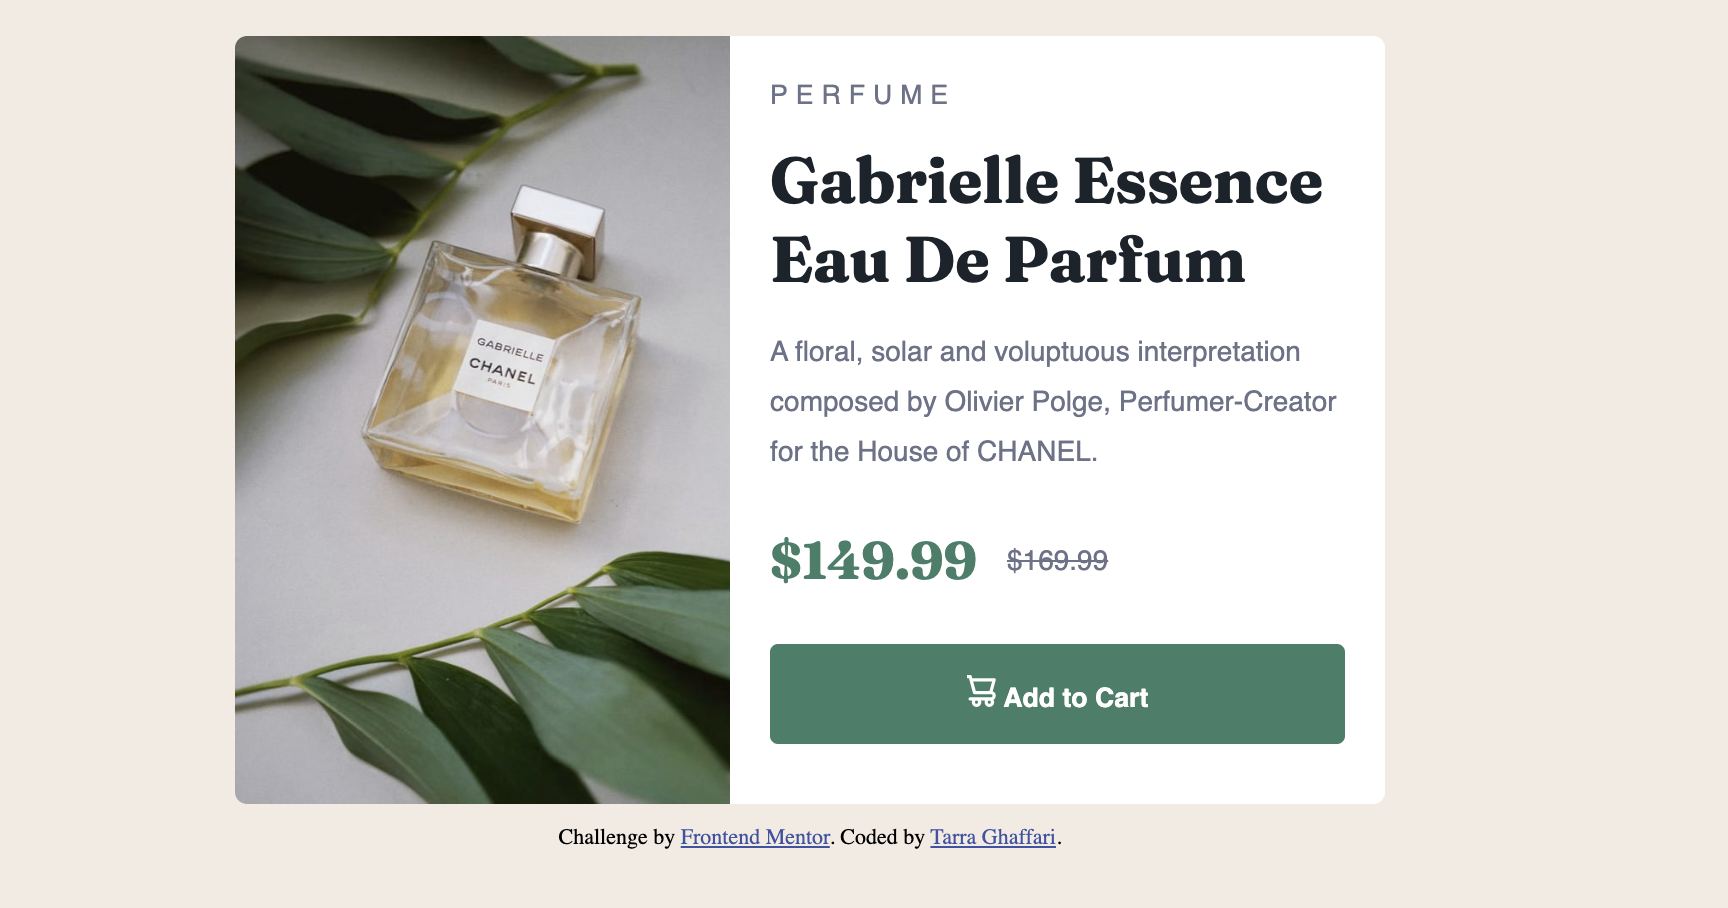 PERFUME
Gabrielle Essence
Eau De Parfum
A floral, solar and voluptuous interpretation
composed by Olivier Polge, Perfumer-Creator
for the House of CHANEL.
$149.99 $169.99
Add to Cart
GABRIELLE
CHANEL
PARIS
Challenge by Frontend Mentor. Coded by Tarra Ghaffari.